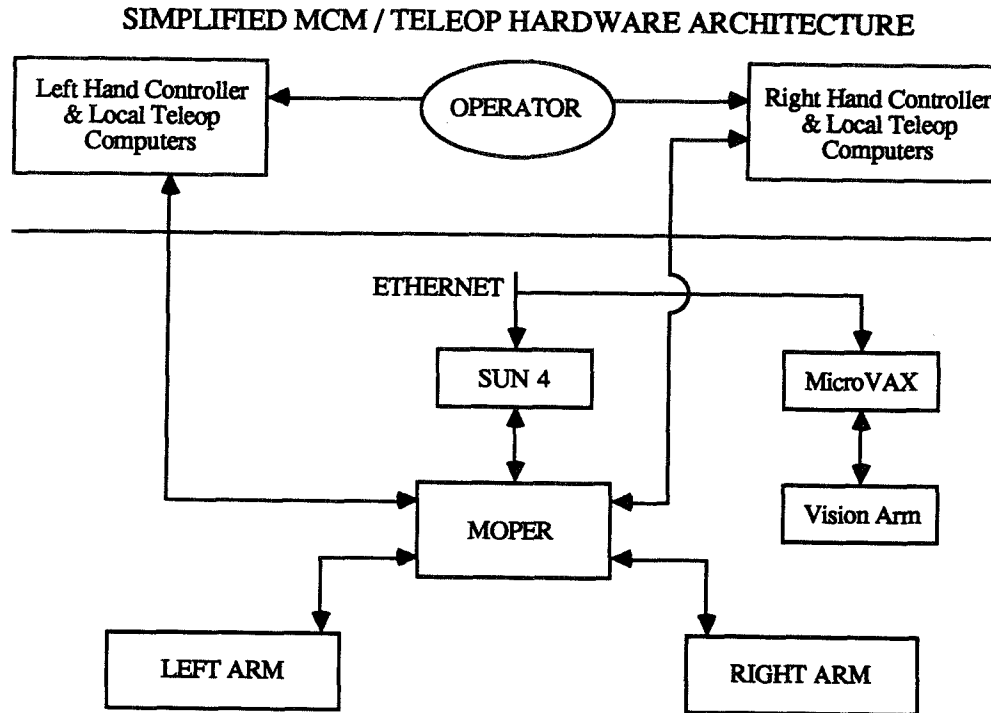 SIMPLIFIED MCM / TELEOP HARDWARE ARCHITECTURE
Left Hand Controller
& Local Teleop
Computers
OPERATOR
Right Hand Controller
& Local Teleop
Computers
ETHERNET
SUN 4
MicroVAX
MOPER
Vision Arm
LEFT ARM
RIGHT ARM